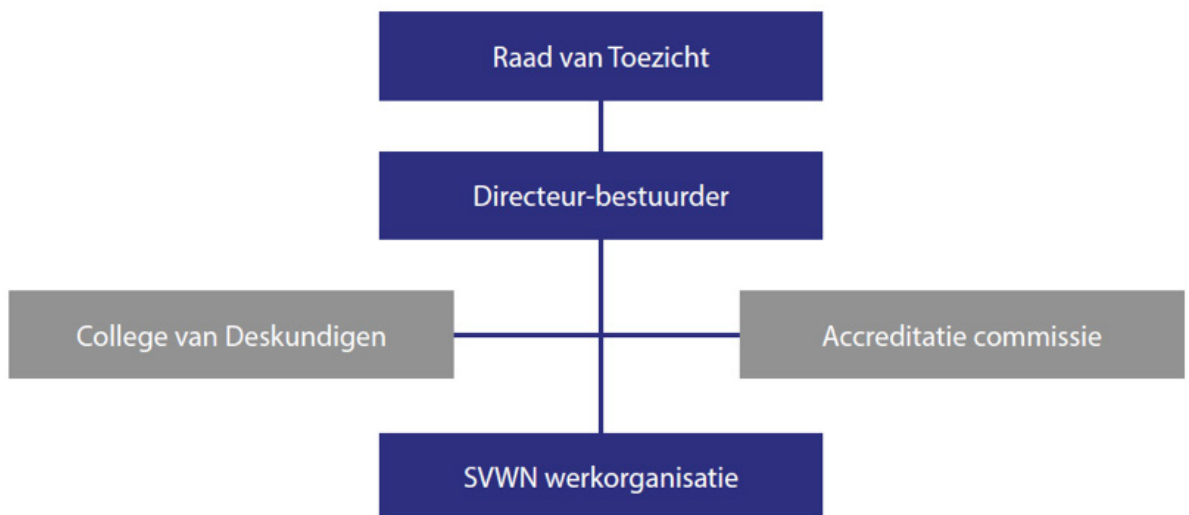 Raad van Toezicht
Directeur-bestuurder
College van Deskundigen
Accreditatie commissie
SVWN werkorganisatie